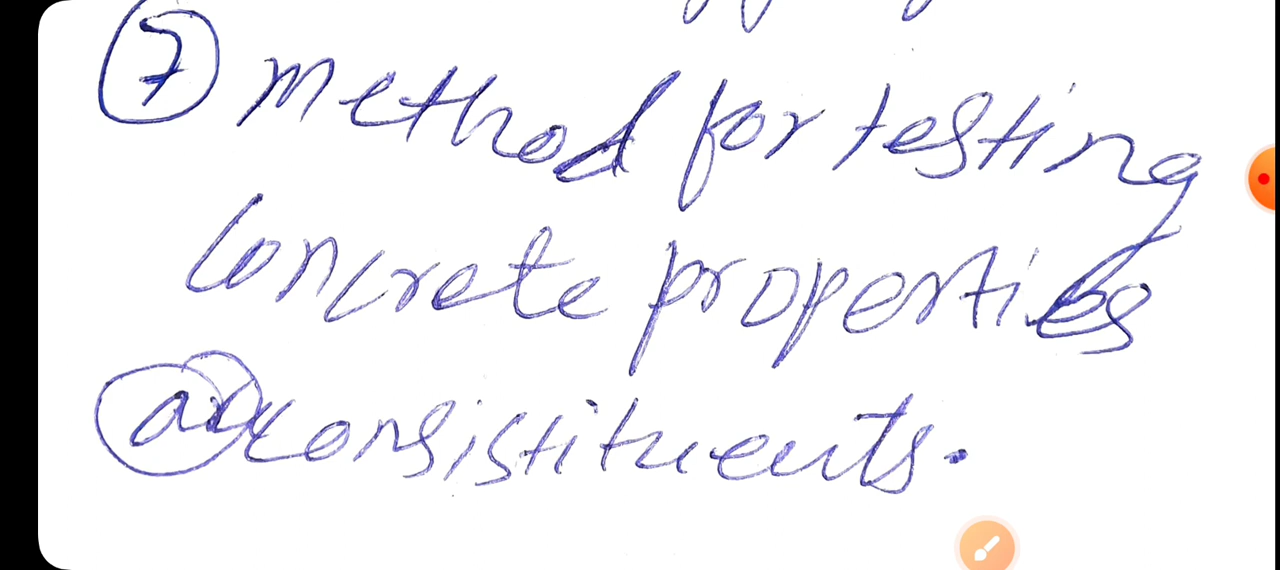 ⑦ Method for testing
Concrete properties
ⓐ Consistituents.